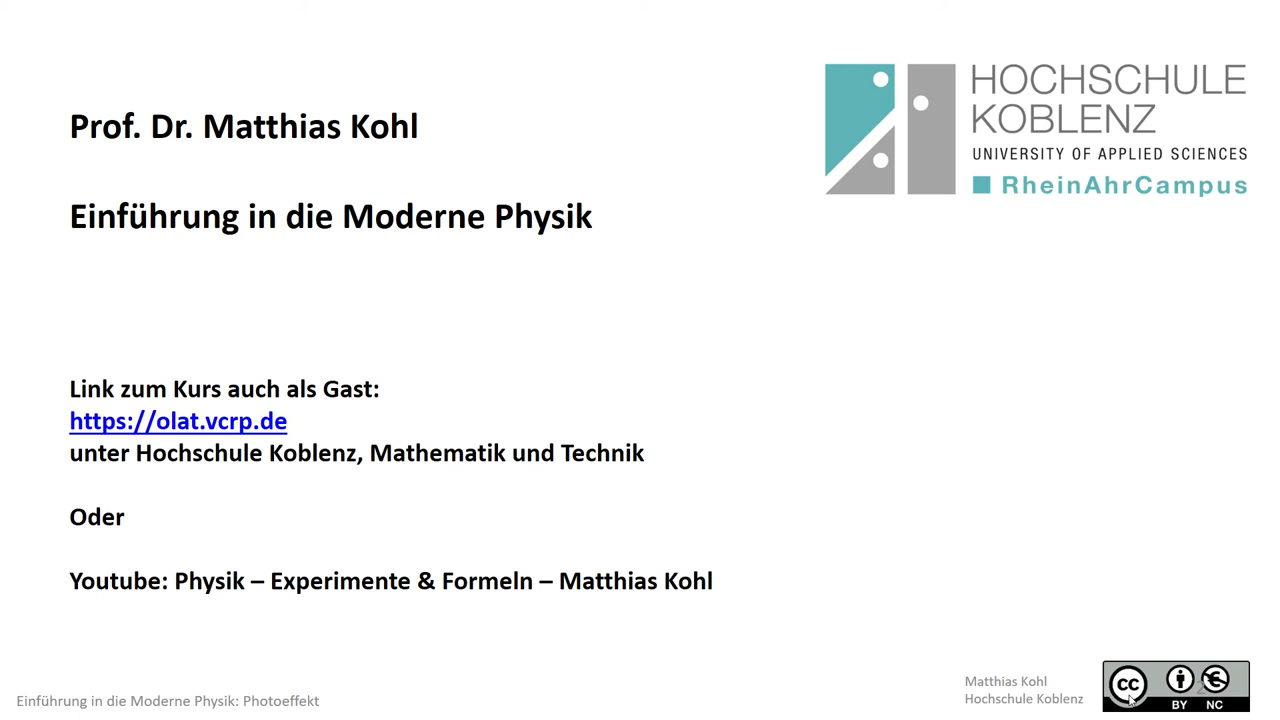 Prof. Dr. Matthias Kohl
HOCHSCHULE
KOBLENZ
UNIVERSITY OF APPLIED SCIENCES
RheinAhrCampus
Einführung in die Moderne Physik
Link zum Kurs auch als Gast:
https://olat.vcrp.de
unter Hochschule Koblenz, Mathematik und Technik
Oder
Youtube: Physik – Experimente & Formeln – Matthias Kohl
Einführung in die Moderne Physik: Photoeffekt
Matthias Kohl
Hochschule Koblenz
cc
2
BY NC